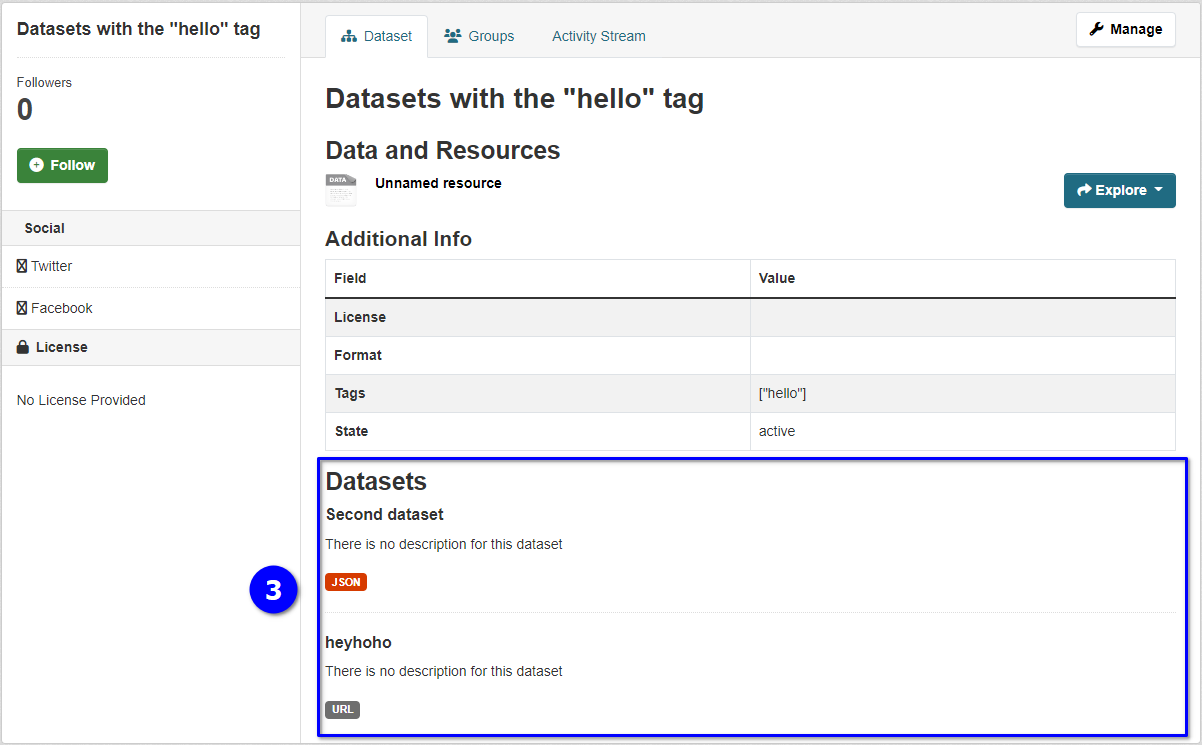 Datasets with the "hello" tag
Followers
0
Follow
Social
Twitter
Facebook
License
No License Provided
Dataset
Groups
Activity Stream
Manage
Datasets with the "hello" tag
Data and Resources
DATA
Unnamed resource
Explore
Additional Info
Field Value
License
Format
Tags ["hello"]
State active
3
Datasets
Second dataset
There is no description for this dataset
JSON
heyhoho
There is no description for this dataset
URL